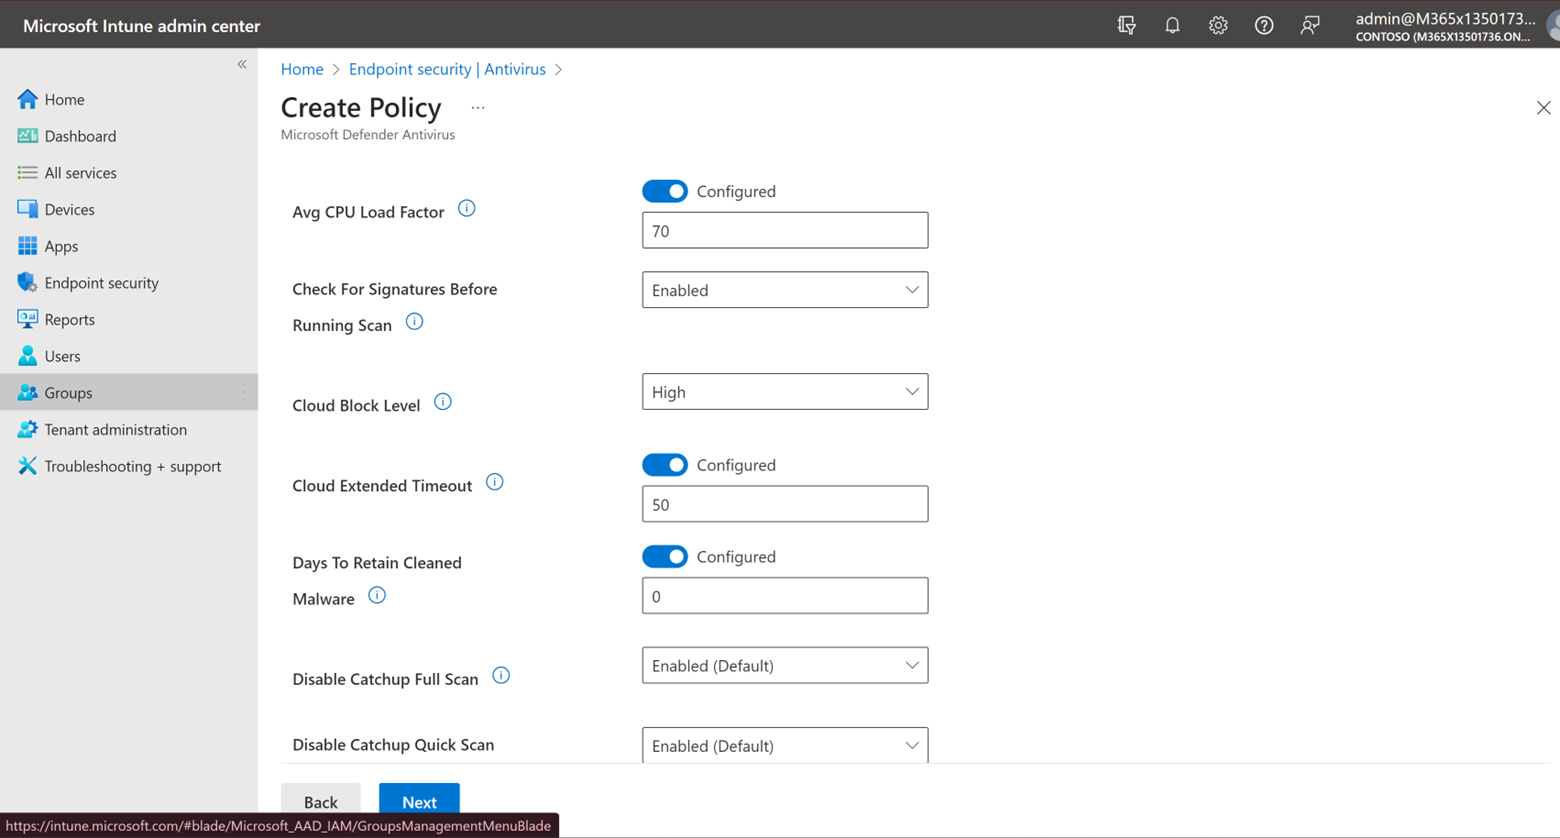 Microsoft Intune admin center
admin@M365x1350173...
CONTOSO (M365X13501736.ON...
«
Home
Dashboard
All services
Devices
Apps
Endpoint security
Reports
Users
Groups
Tenant administration
Troubleshooting + support
Home > Endpoint security | Antivirus >
Create Policy ...
Microsoft Defender Antivirus
Configured
Avg CPU Load Factor
70
Check For Signatures Before
Running Scan
Enabled
Cloud Block Level
High
Configured
Cloud Extended Timeout
50
Configured
Days To Retain Cleaned
Malware
0
Disable Catchup Full Scan
Enabled (Default)
Disable Catchup Quick Scan
Enabled (Default)
Back
Next
https://intune.microsoft.com/#blade/Microsoft_AAD_IAM/GroupsManagementMenuBlade